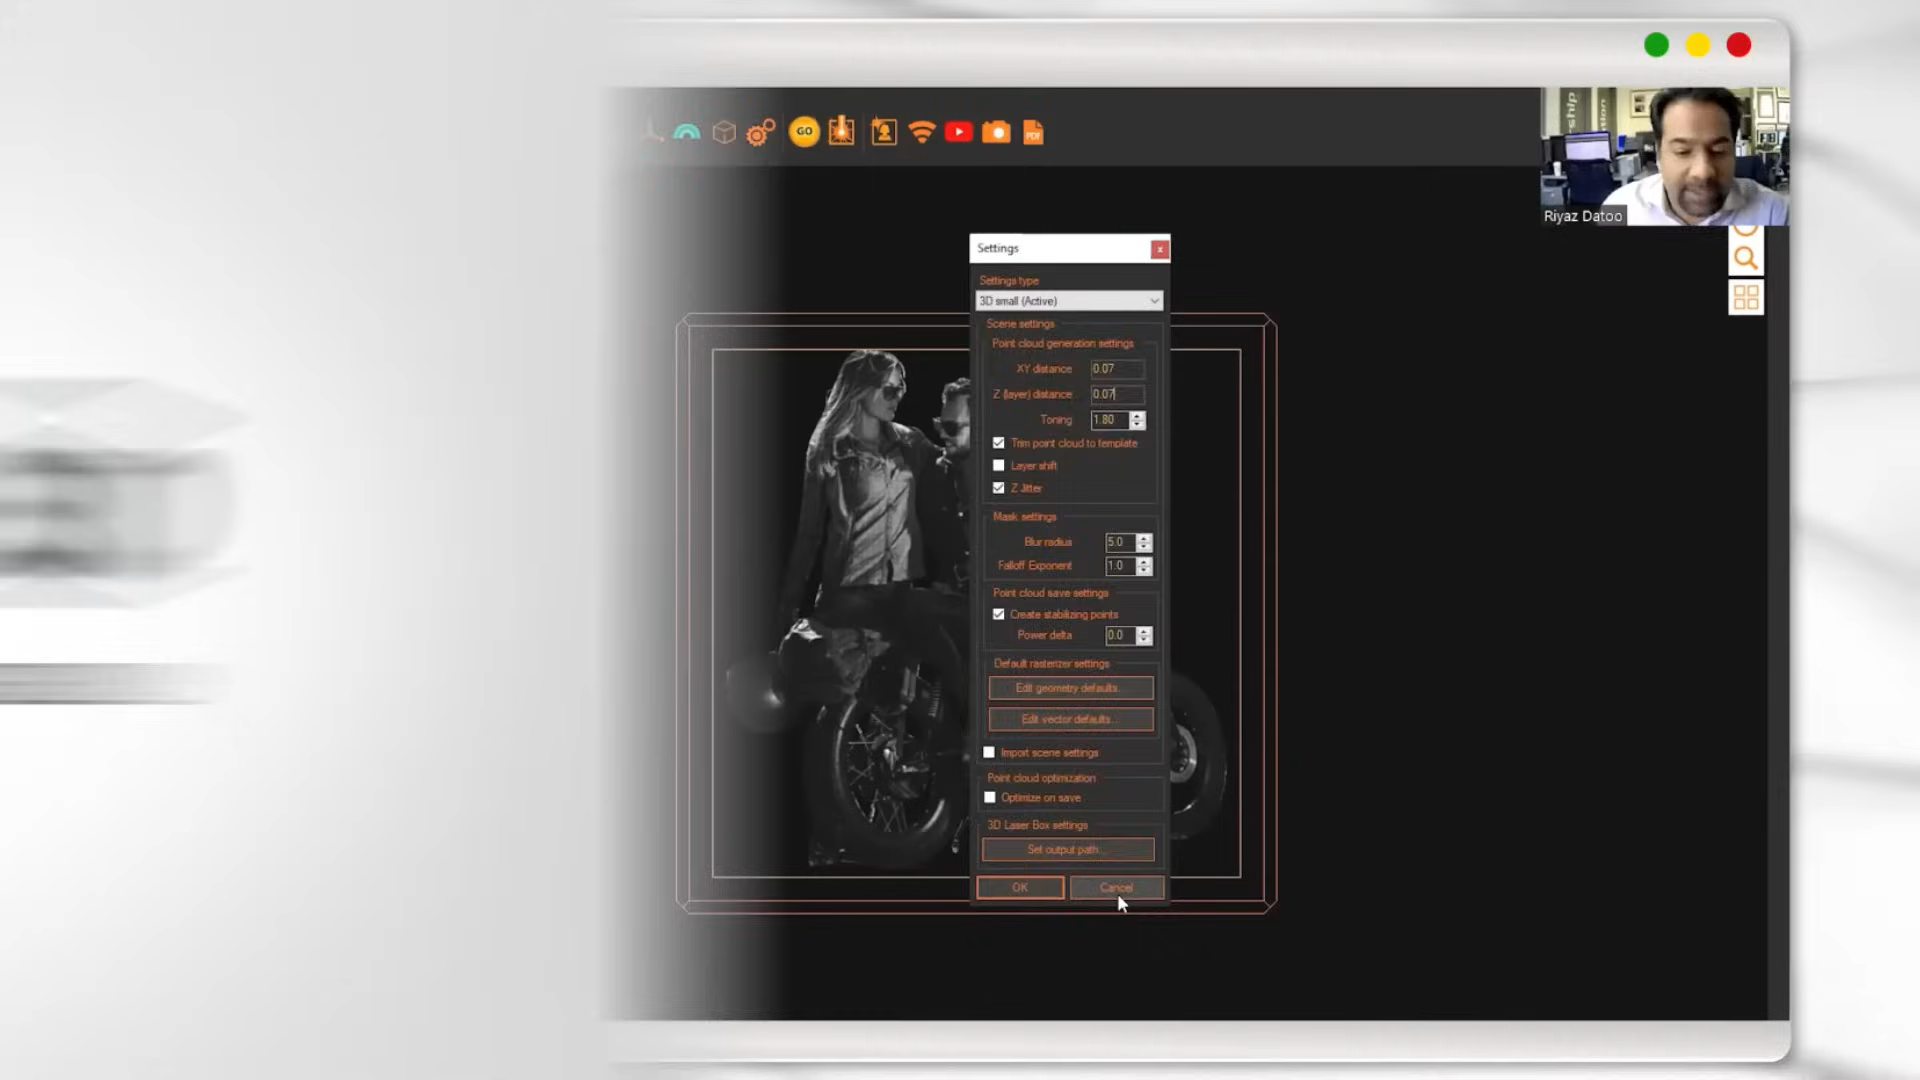 GO
PDF
Riyaz Datoo
Settings
x
Settings type
3D small (Active)
Scene settings
Point cloud generation settings
XY distance 0.07
Z (layer) distance 0.07
Toning 1.80
Trim point cloud to template
Layer shift
Z Jitter
Mask settings
Blur radius 5.0
Falloff Exponent 1.0
Point cloud save settings
Create stabilizing points
Power delta 0.0
Default rasterizer settings
Edit geometry defaults...
Edit vector defaults...
Import scene settings
Point cloud optimization
Optimize on save
3D Laser Box settings
Set output path...
OK Cancel